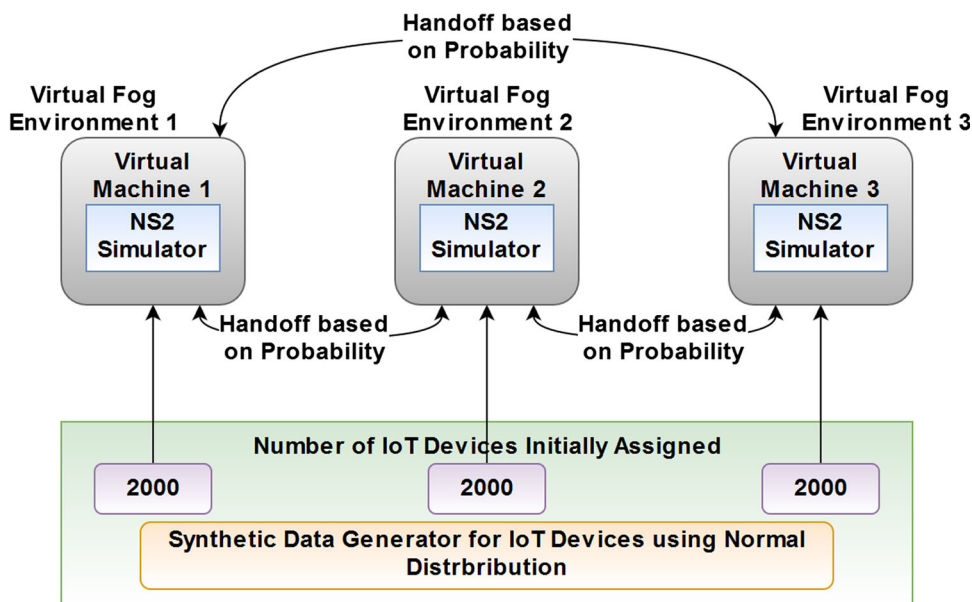 Handoff based
on Probability
Virtual Fog
Environment 1
Virtual Fog
Environment 2
Virtual Fog
Environment 3
Virtual
Machine 1
NS2
Simulator
Virtual
Machine 2
NS2
Simulator
Virtual
Machine 3
NS2
Simulator
Handoff based
on Probability
Handoff based
on Probability
Number of IoT Devices Initially Assigned
2000
2000
2000
Synthetic Data Generator for IoT Devices using Normal
Distrbribution